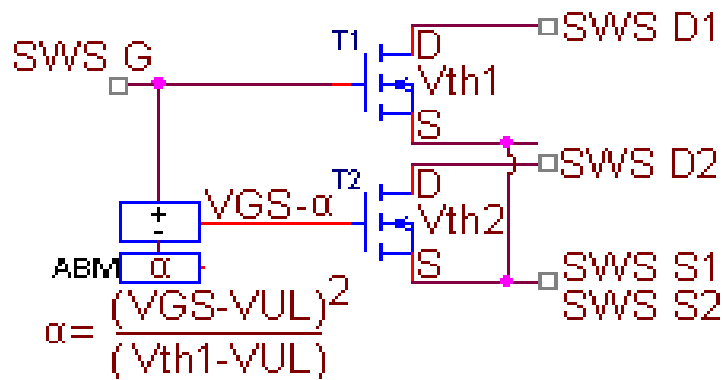 SWS G
T1
D
SWS D1
Vth1
S
SWS D2
T2
D
VGS-α
Vth2
+
-
S
ABM
α
SWS S1
SWS S2
α= (VGS-VUL)2
(Vth1-VUL)